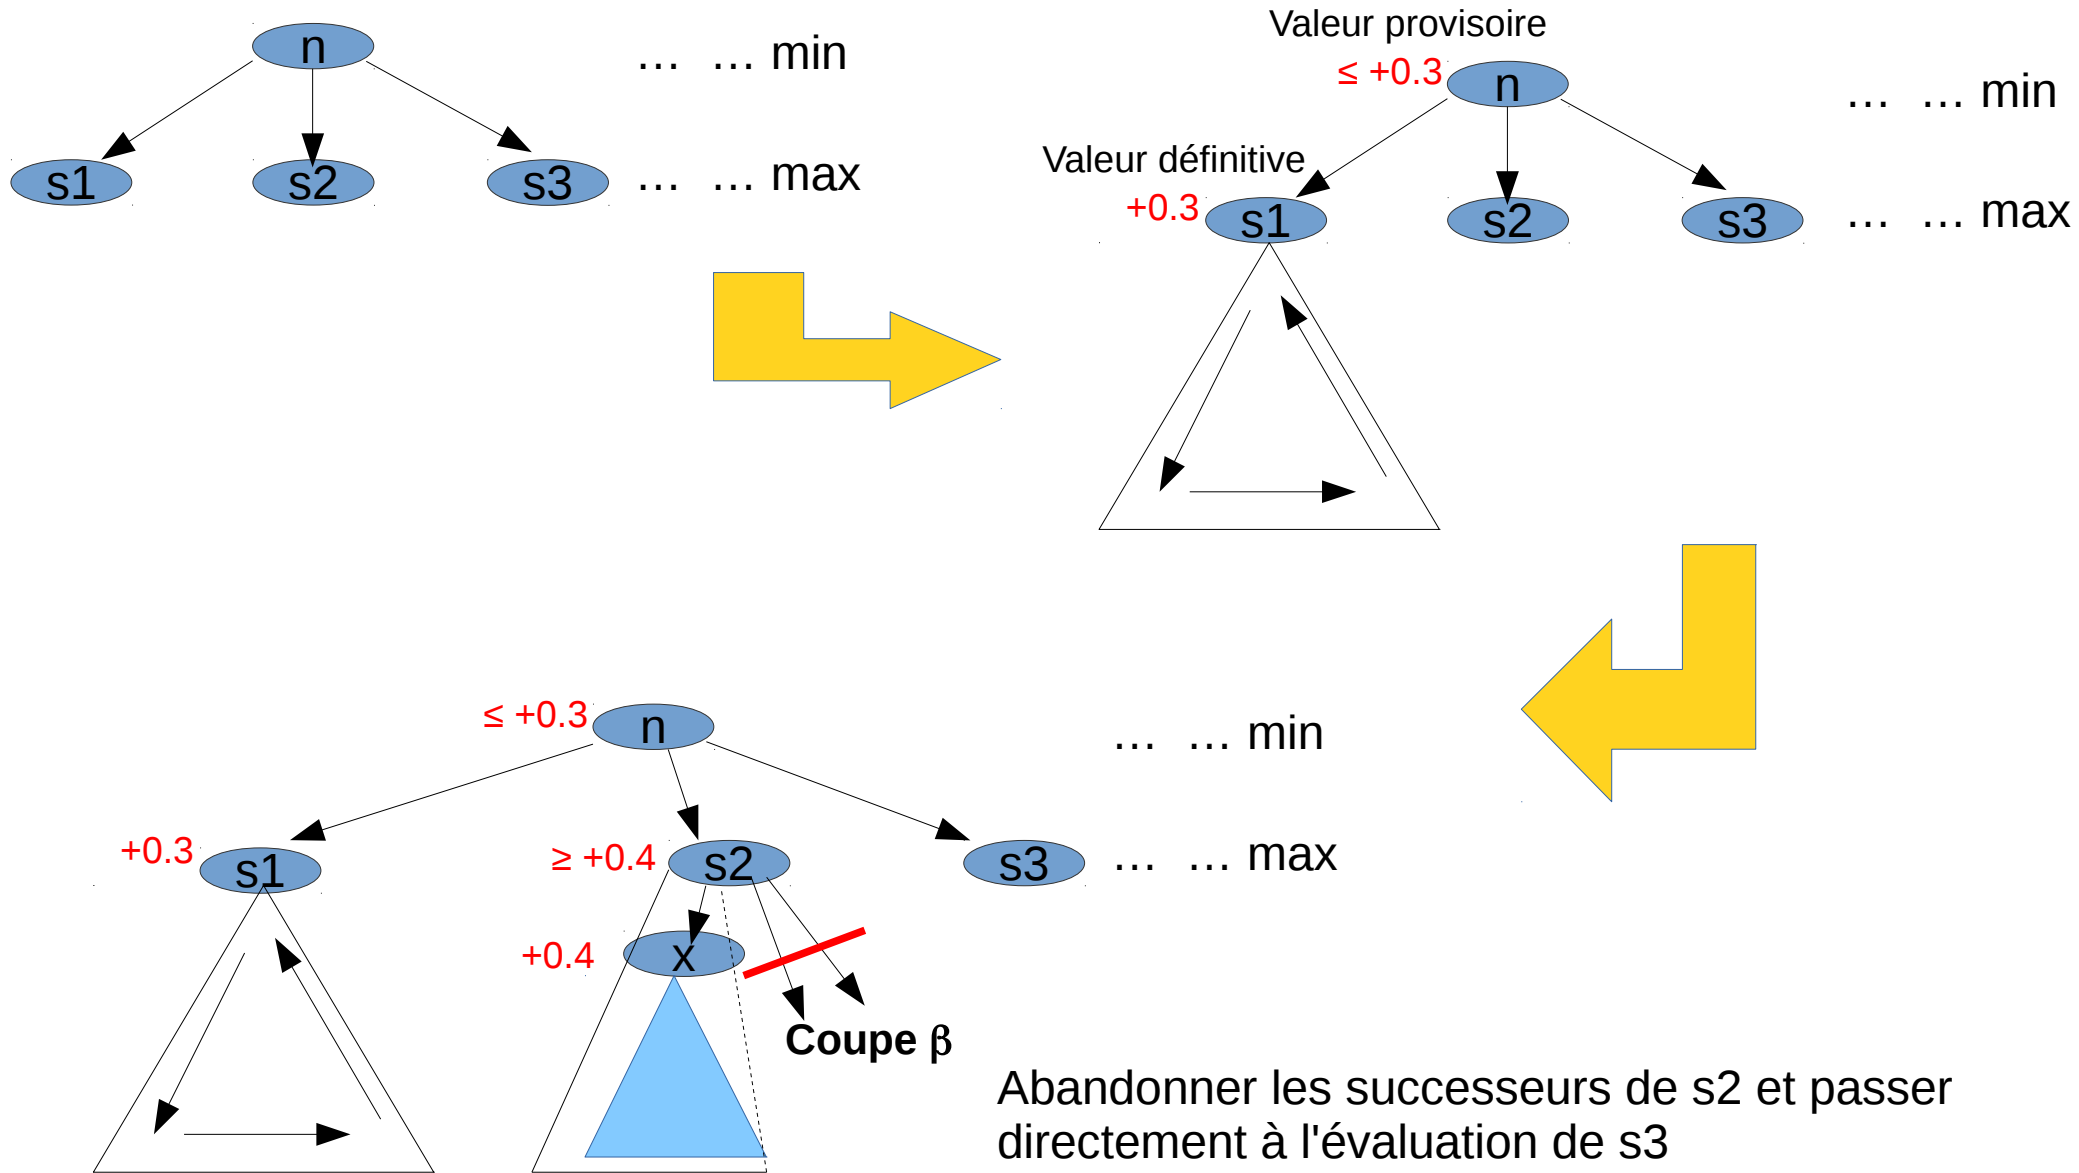 n
… … min
s1
s2
s3
… … max
Valeur provisoire
≤ +0.3
n
… … min
Valeur définitive
+0.3
s1
s2
s3
… … max
≤ +0.3
n
… … min
+0.3
s1
≥ +0.4
s2
s3
… … max
+0.4
x
Coupe β
Abandonner les successeurs de s2 et passer
directement à l'évaluation de s3